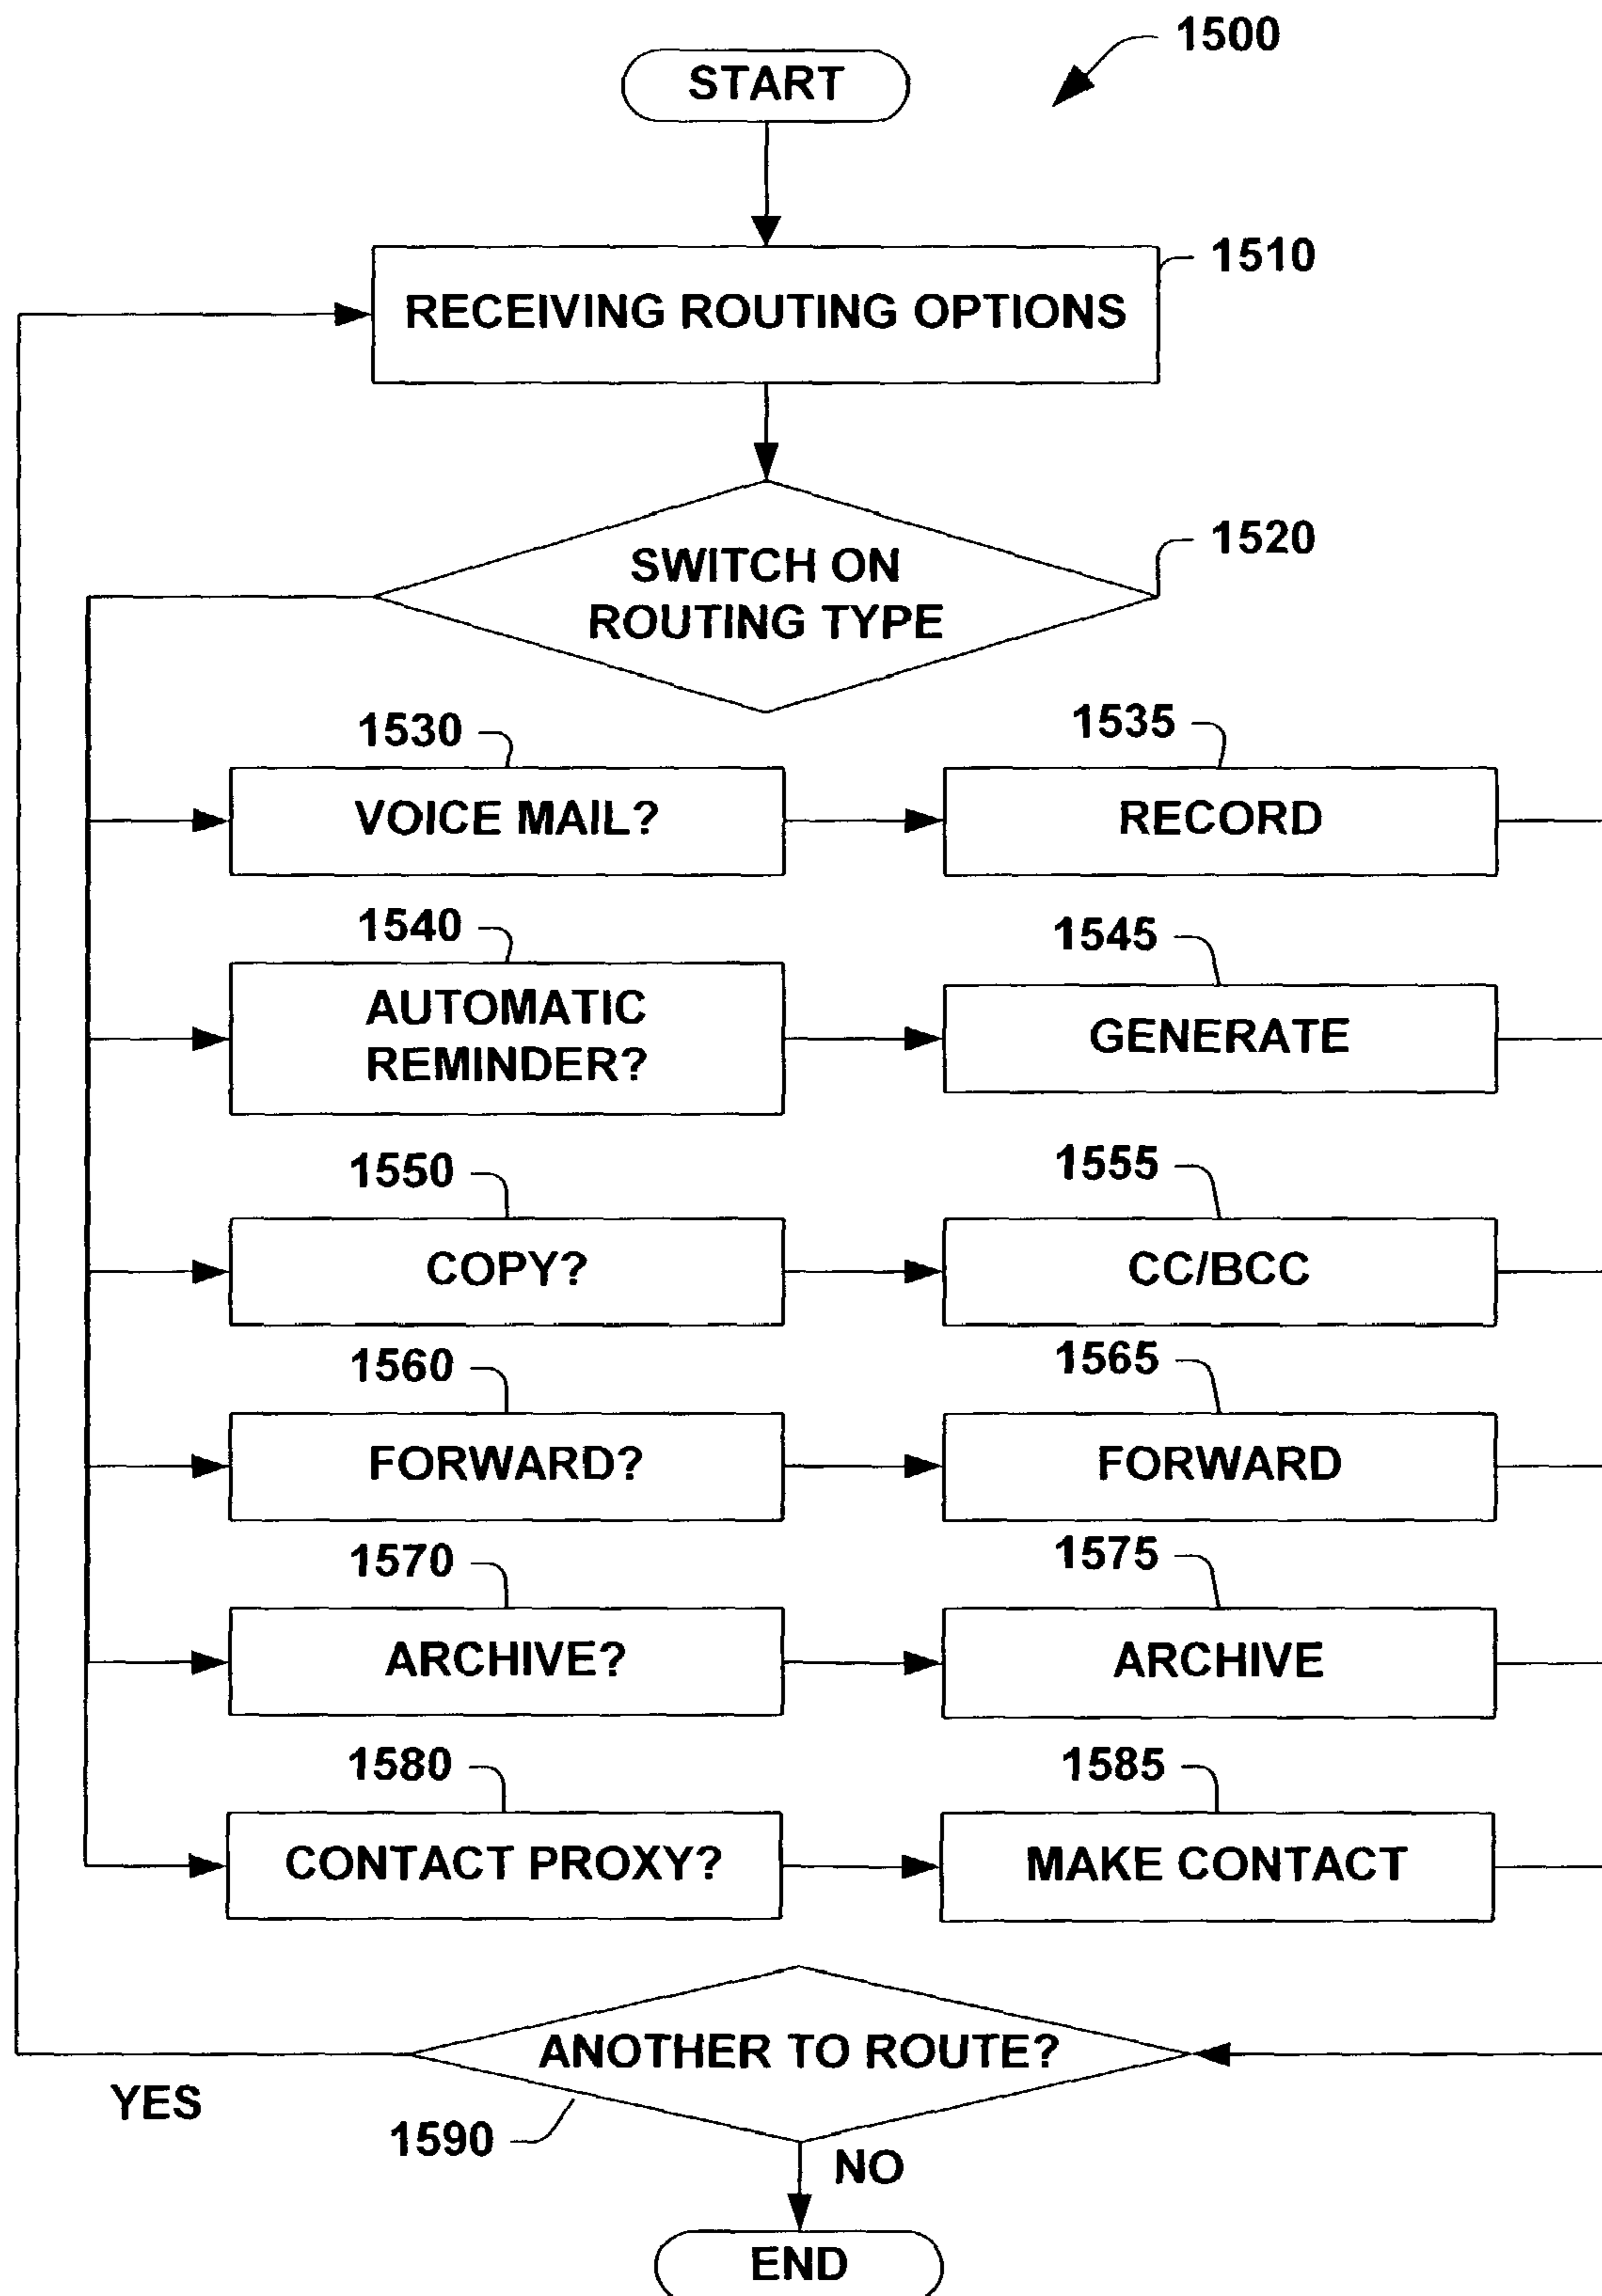 1500
START
1510
RECEIVING ROUTING OPTIONS
1520
SWITCH ON
ROUTING TYPE
1530
1535
VOICE MAIL?
RECORD
1540
1545
AUTOMATIC
REMINDER?
GENERATE
1550
1555
COPY?
CC/BCC
1560
1565
FORWARD?
FORWARD
1570
1575
ARCHIVE?
ARCHIVE
1580
1585
CONTACT PROXY?
MAKE CONTACT
ANOTHER TO ROUTE?
YES
1590
NO
END